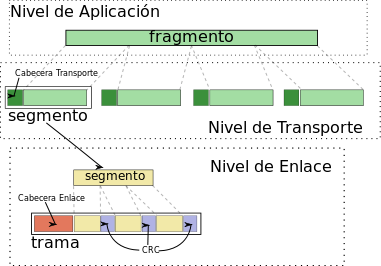 Nivel de Aplicación
fragmento
Cabecera Transporte
segmento
Nivel de Transporte
Nivel de Enlace
segmento
Cabecera Enlace
trama
CRC